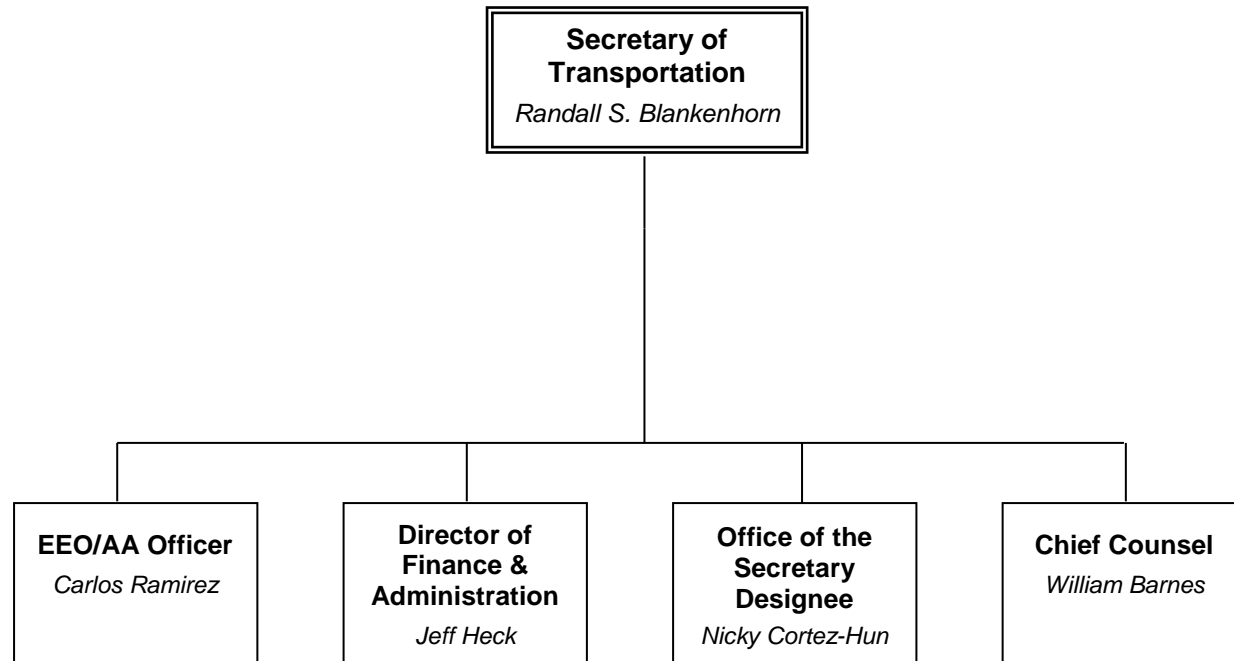 Secretary of
Transportation
Randall S. Blankenhorn
EEO/AA Officer
Carlos Ramirez
Director of
Finance &
Administration
Jeff Heck
Office of the
Secretary
Designee
Nicky Cortez-Hun
Chief Counsel
William Barnes